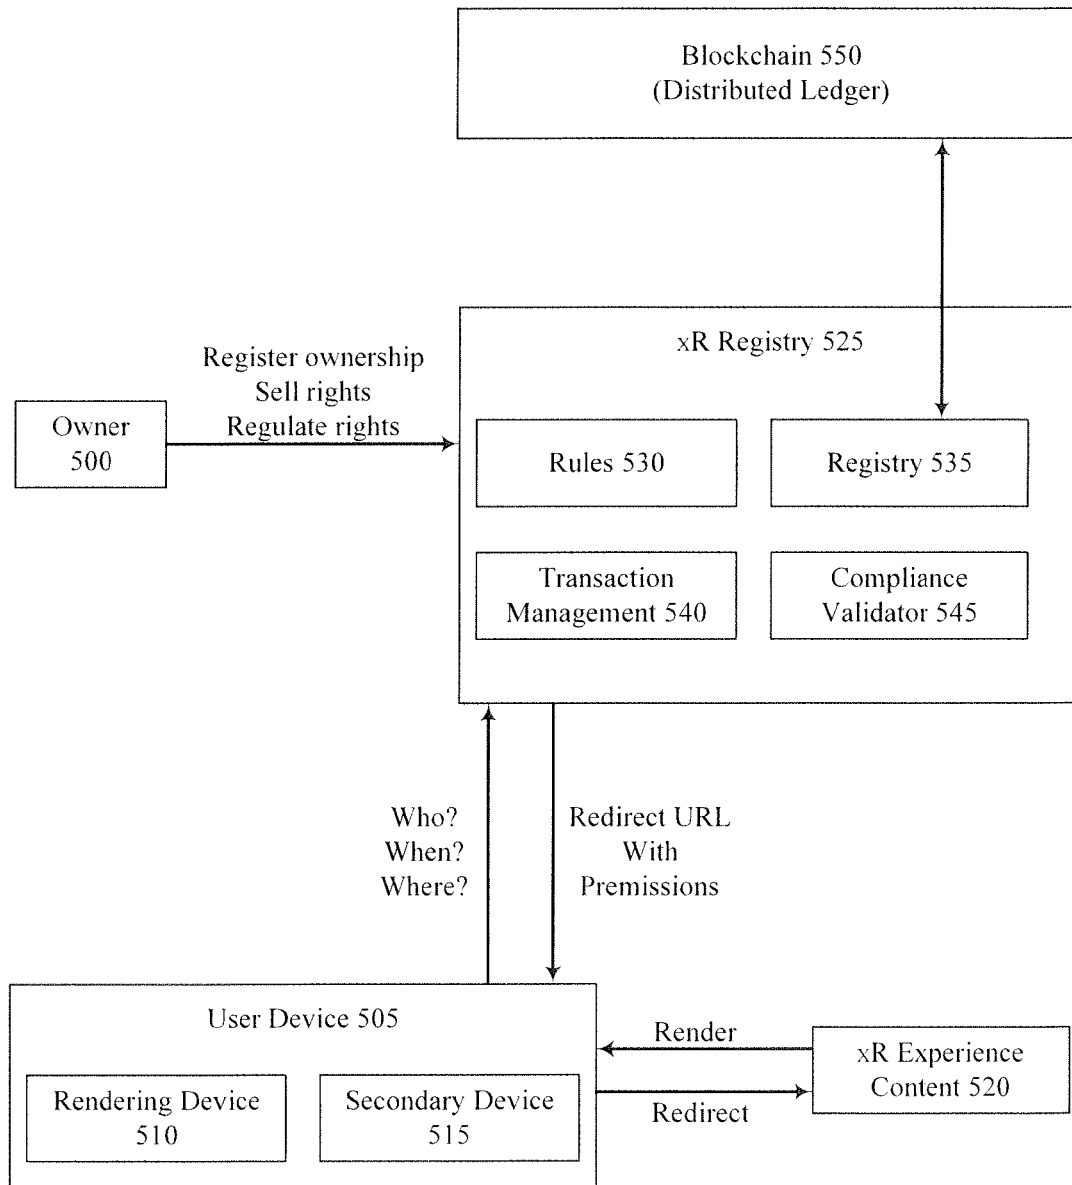 Blockchain 550
(Distributed Ledger)
xR Registry 525
Register ownership
Sell rights
Regulate rights
Owner
500
Rules 530
Registry 535
Transaction
Management 540
Compliance
Validator 545
Who?
When?
Where?
Redirect URL
With
Premissions
User Device 505
Rendering Device
510
Secondary Device
515
Render
Redirect
xR Experience
Content 520